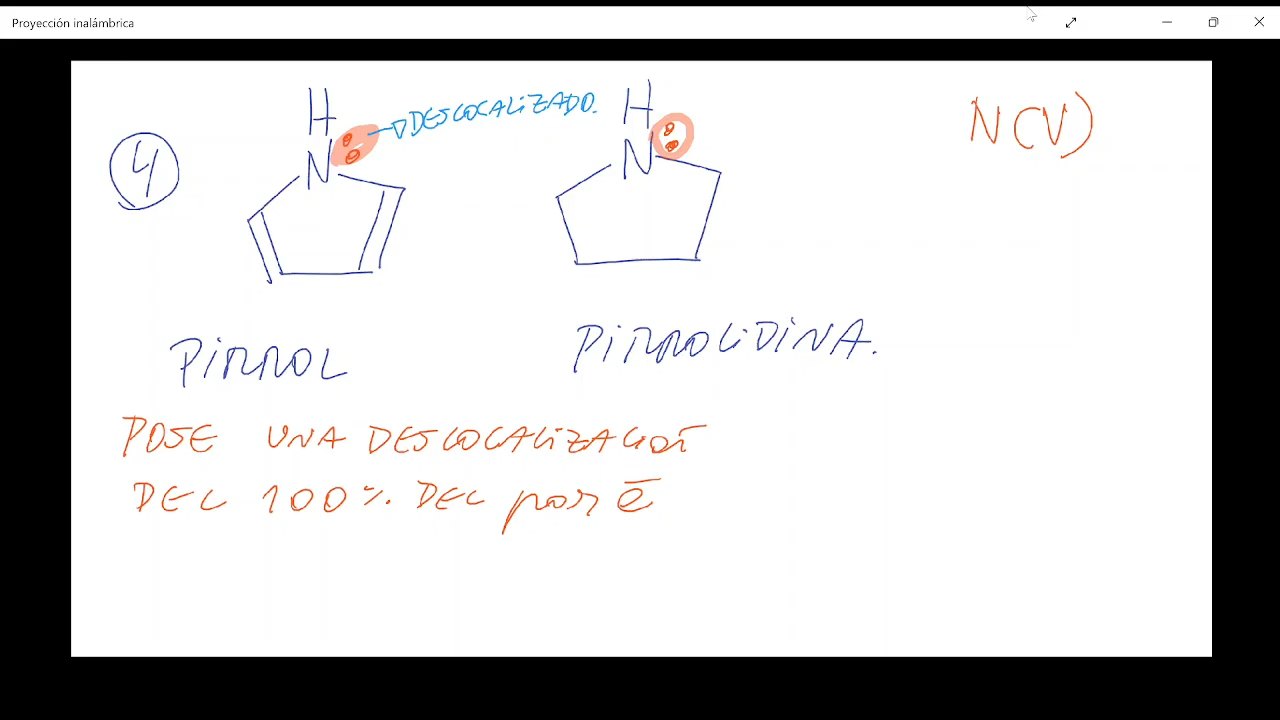 Proyección inalámbrica
4
H
N
DESLOCALIZADO.
H
N
N(V)
PIRROL
PIRROLIDINA.
POSE UNA DESLOCALIZACIÓN
DEL 100% DEL par ē